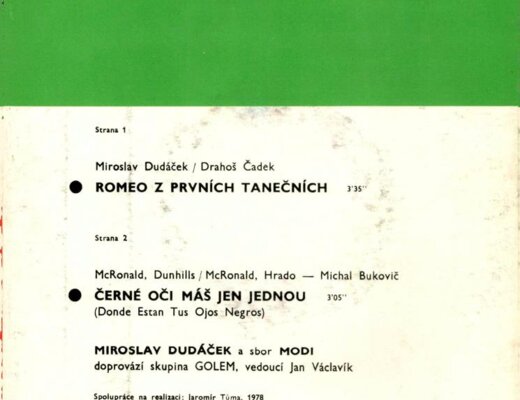 Strana 1
Miroslav Dudáček / Drahoš Čadek
● ROMEO Z PRVNÍCH TANEČNÍCH 3'35''
Strana 2
McRonald, Dunhills / McRonald, Hrado — Michal Bukovič
● ČERNÉ OČI MÁŠ JEN JEDNOU 3'05''
(Donde Estan Tus Ojos Negros)
MIROSLAV DUDÁČEK a sbor MODI
doprovází skupina GOLEM, vedoucí Jan Václavík
Spolupráce na realizaci: Jaromír Tůma, 1978